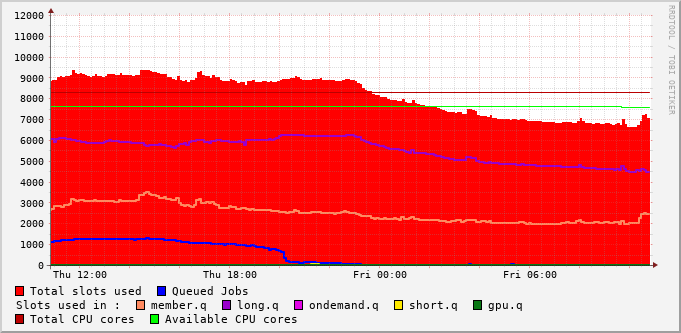 RRDTOOL / TOBI OETIKER
12000
11000
10000
9000
8000
7000
6000
5000
4000
3000
2000
1000
0
Thu 12:00 Thu 18:00 Fri 00:00 Fri 06:00
Total slots used Queued Jobs
Slots used in : member.q long.q ondemand.q short.q gpu.q
Total CPU cores Available CPU cores